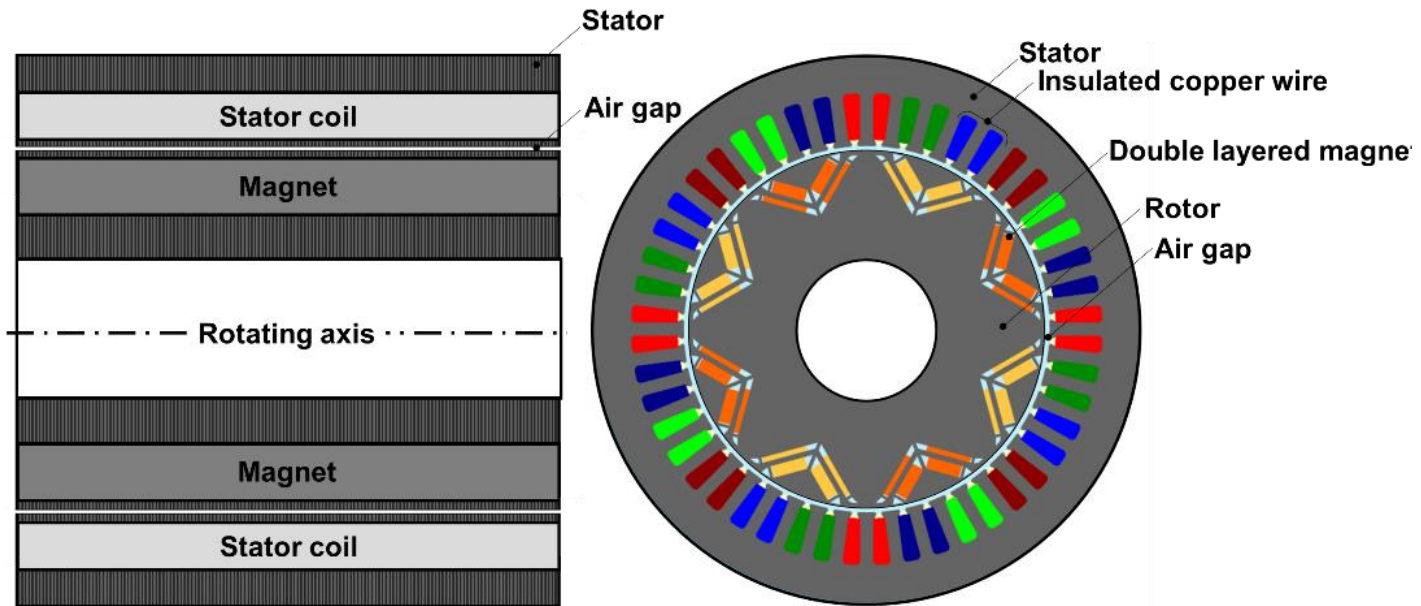 Stator
Stator coil
Air gap
Magnet
Rotating axis
Magnet
Stator coil
Stator
Insulated copper wire
Double layered magnet
Rotor
Air gap